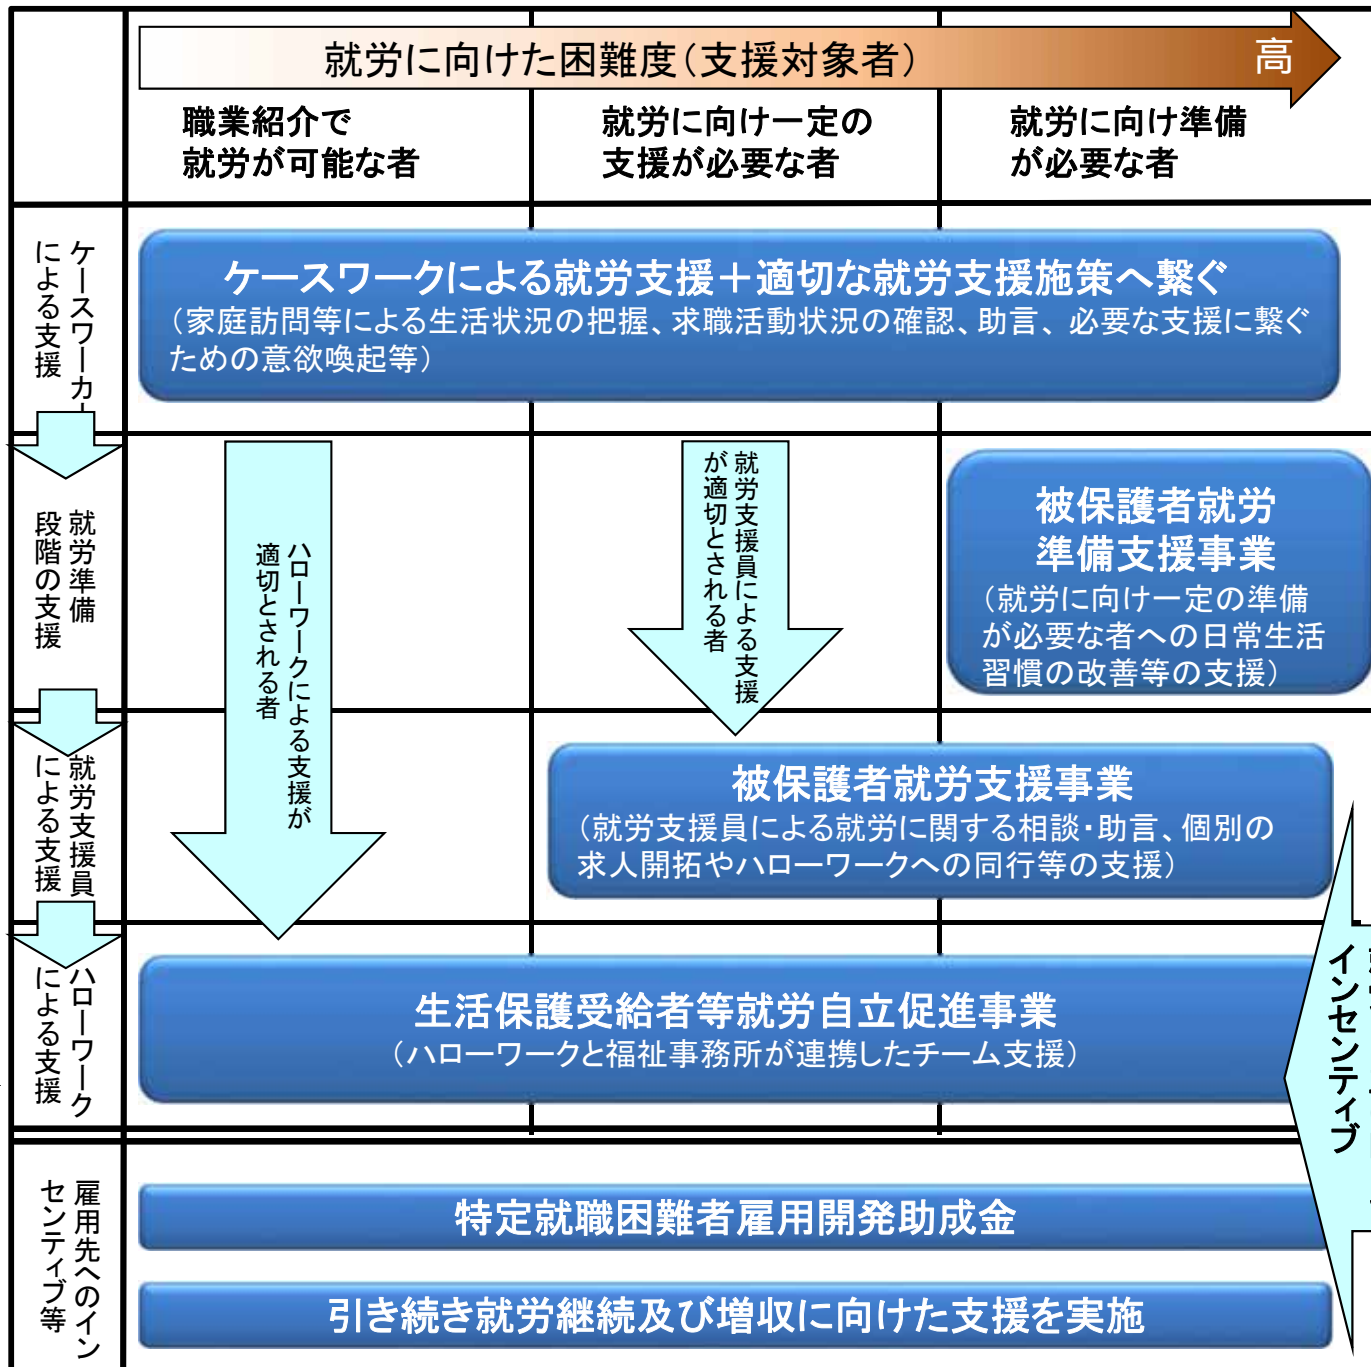 就労に向けた困難度（支援対象者）
高
職業紹介で
就労が可能な者
就労に向け一定の
支援が必要な者
就労に向け準備
が必要な者
ケースワーカー
による支援
ケースワークによる就労支援＋適切な就労支援施策へ繋ぐ
（家庭訪問等による生活状況の把握、求職活動状況の確認、助言、必要な支援に繋ぐ
ための意欲喚起等）
就労準備
段階の支援
ハローワークによる支援が
適切とされる者
就労支援員による支援
が適切とされる者
被保護者就労
準備支援事業
（就労に向け一定の準備
が必要な者への日常生活
習慣の改善等の支援）
就労支援員
による支援
被保護者就労支援事業
（就労支援員による就労に関する相談・助言、個別の
求人開拓やハローワークへの同行等の支援）
ハローワーク
による支援
生活保護受給者等就労自立促進事業
（ハローワークと福祉事務所が連携したチーム支援）
インセンティブ
雇用先へのイン
センティブ等
特定就職困難者雇用開発助成金
引き続き就労継続及び増収に向けた支援を実施